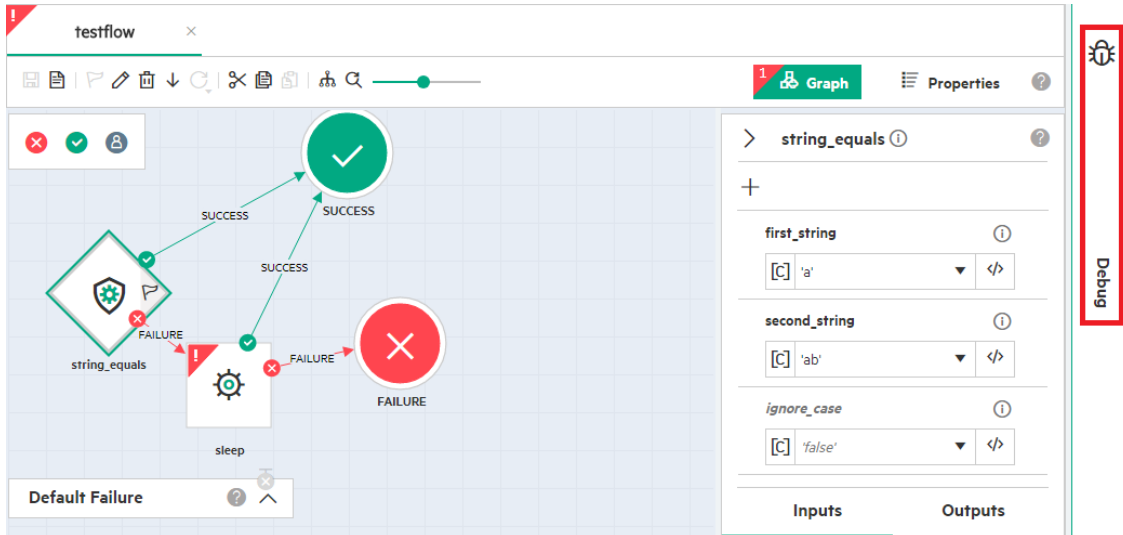 !
testflow ×
1
Graph
Properties
?
string_equals i
?
SUCCESS
SUCCESS
SUCCESS
FAILURE
string_equals
!
FAILURE
FAILURE
sleep
Default Failure ?
+
first_string i
[C] 'a' </>
second_string i
[C] 'ab' </>
ignore_case i
[C] 'false' </>
Inputs Outputs
Debug